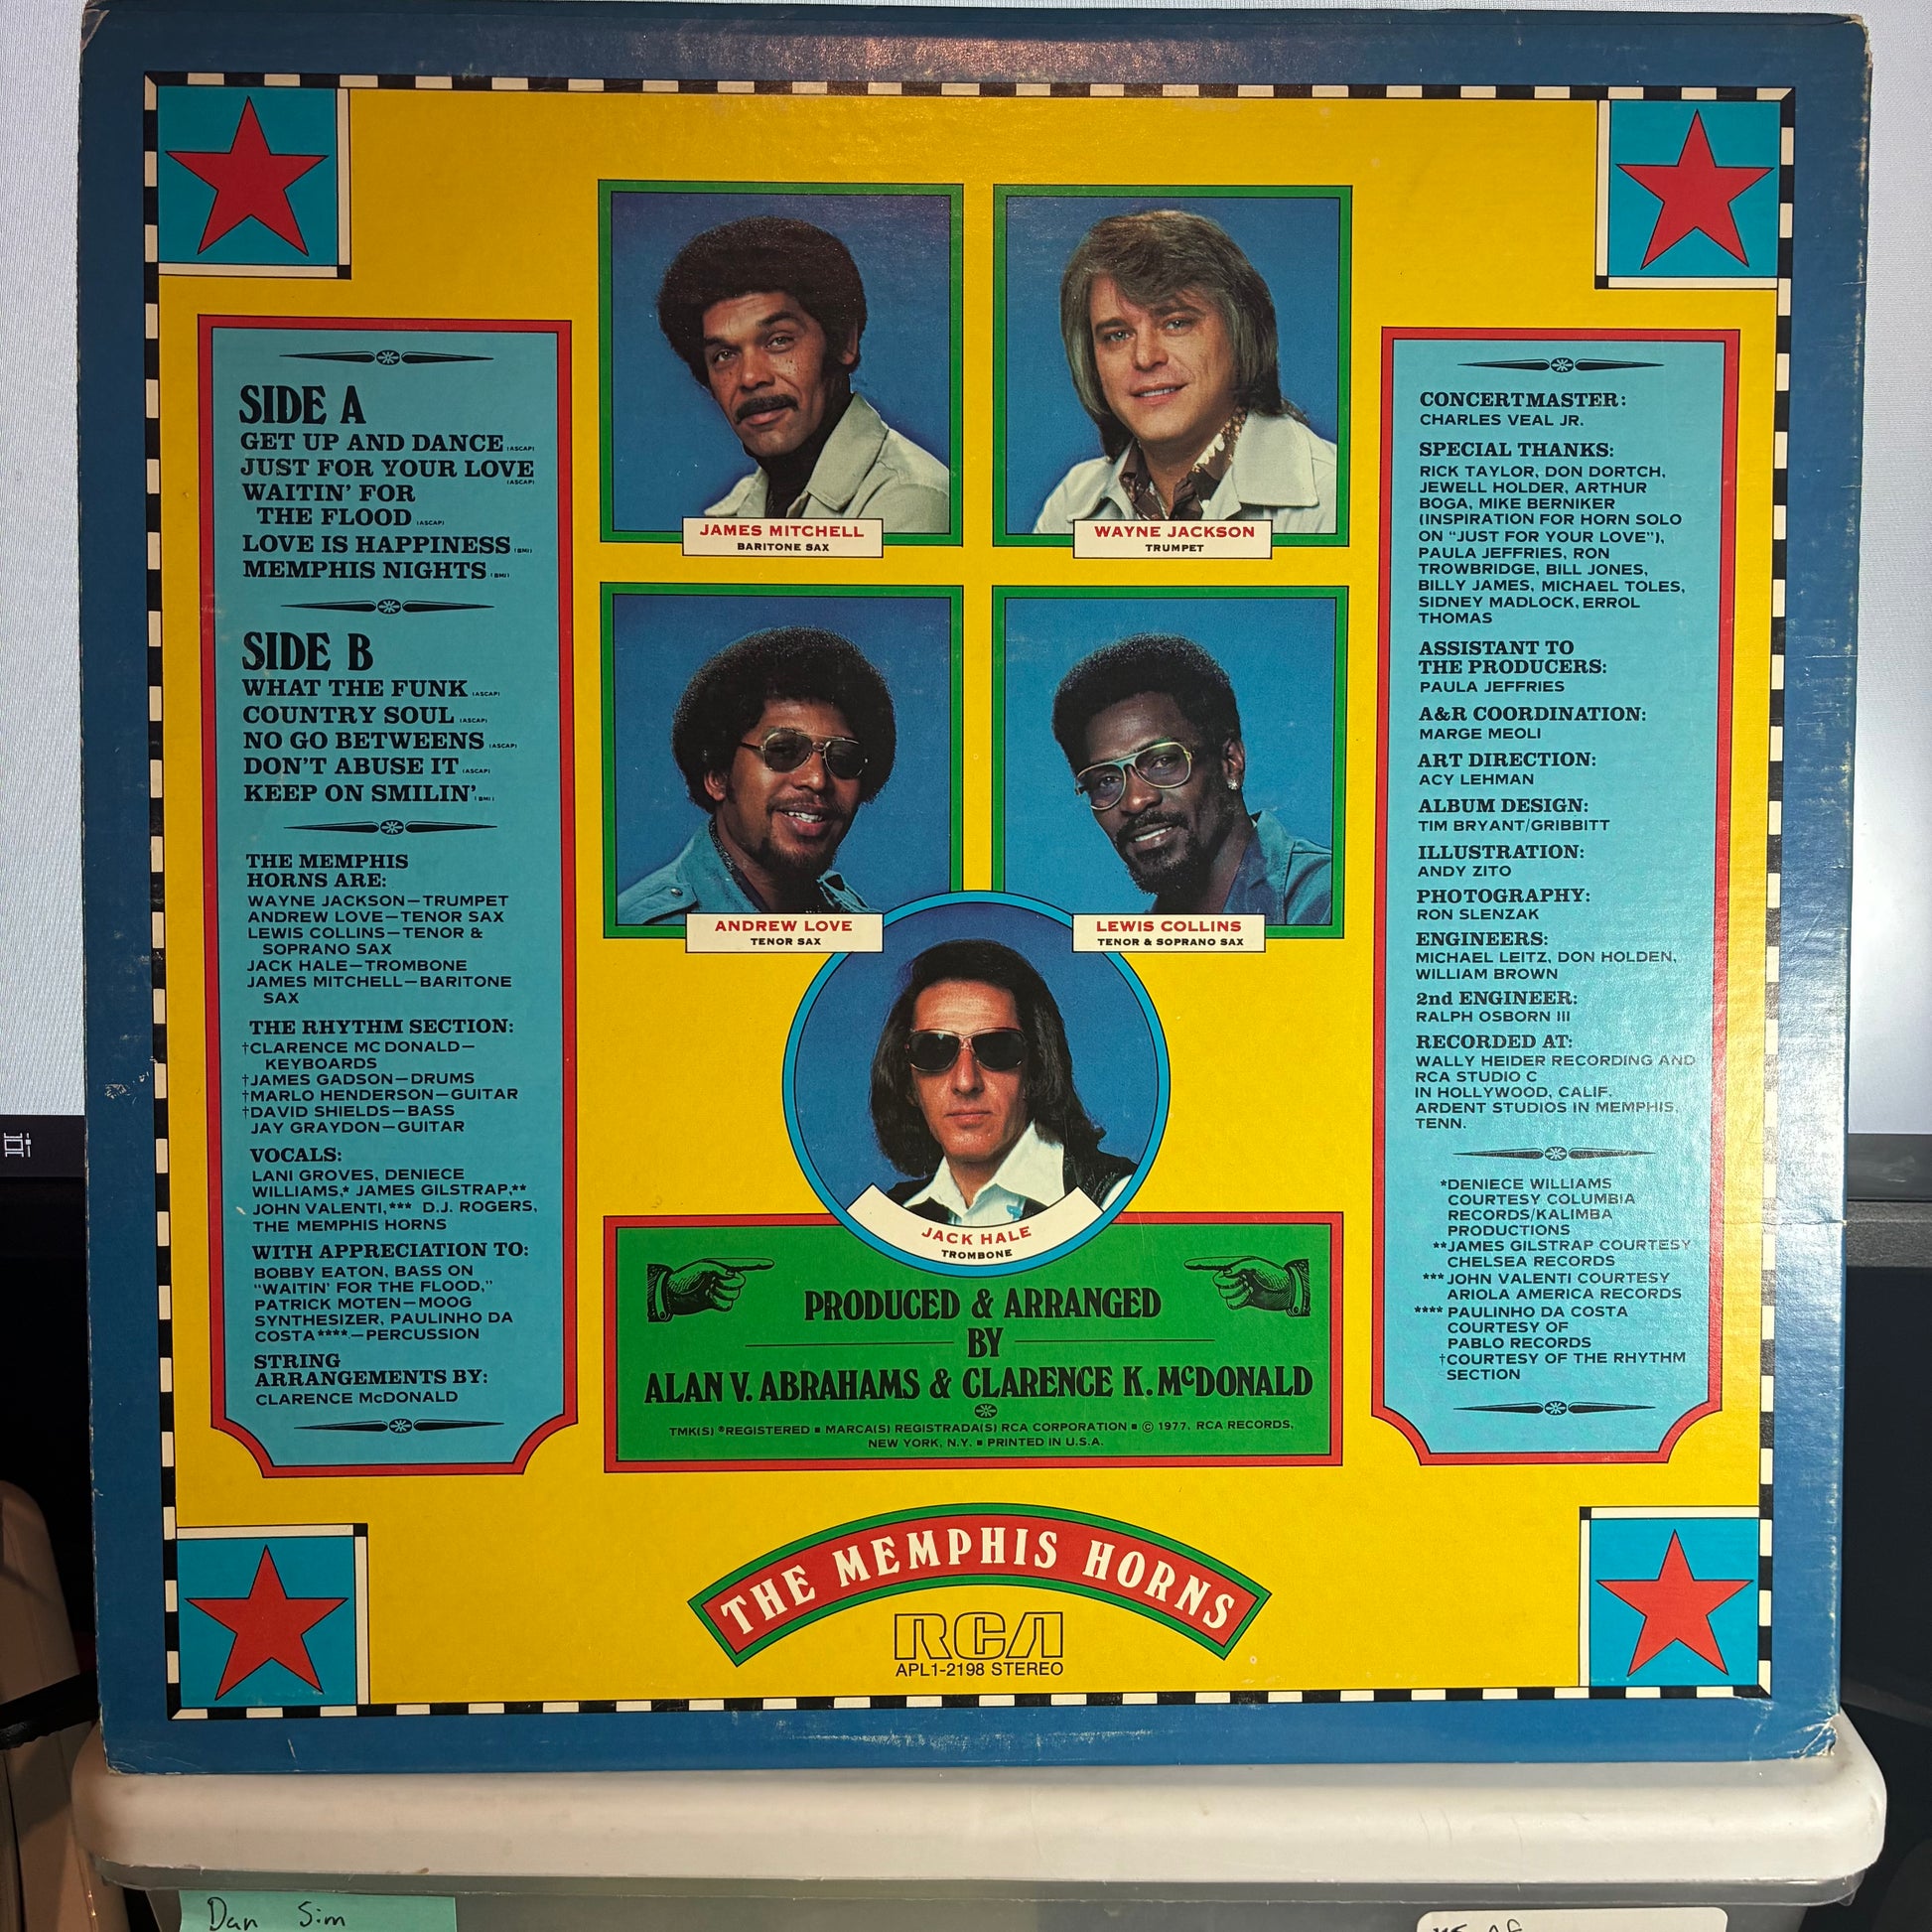 SIDE A
GET UP AND DANCE (ASCAP)
JUST FOR YOUR LOVE
(ASCAP)
WAITIN' FOR
THE FLOOD (ASCAP)
LOVE IS HAPPINESS (BMI)
MEMPHIS NIGHTS (BMI)
SIDE B
WHAT THE FUNK (ASCAP)
COUNTRY SOUL (ASCAP)
NO GO BETWEENS (ASCAP)
DON'T ABUSE IT (ASCAP)
KEEP ON SMILIN' (BMI)
THE MEMPHIS
HORNS ARE:
WAYNE JACKSON—TRUMPET
ANDREW LOVE—TENOR SAX
LEWIS COLLINS—TENOR &
SOPRANO SAX
JACK HALE—TROMBONE
JAMES MITCHELL—BARITONE
SAX
THE RHYTHM SECTION:
†CLARENCE MC DONALD—
KEYBOARDS
†JAMES GADSON—DRUMS
†MARLO HENDERSON—GUITAR
†DAVID SHIELDS—BASS
JAY GRAYDON—GUITAR
VOCALS:
LANI GROVES, DENIECE
WILLIAMS,* JAMES GILSTRAP,**
JOHN VALENTI,*** D.J. ROGERS,
THE MEMPHIS HORNS
WITH APPRECIATION TO:
BOBBY EATON, BASS ON
"WAITIN' FOR THE FLOOD,"
PATRICK MOTEN—MOOG
SYNTHESIZER, PAULINHO DA
COSTA****—PERCUSSION
STRING
ARRANGEMENTS BY:
CLARENCE McDONALD
JAMES MITCHELL
BARITONE SAX
WAYNE JACKSON
TRUMPET
ANDREW LOVE
TENOR SAX
LEWIS COLLINS
TENOR & SOPRANO SAX
JACK HALE
TROMBONE
PRODUCED & ARRANGED
BY
ALAN V. ABRAHAMS & CLARENCE K. McDONALD
TMK(S) ®REGISTERED ▪ MARCA(S) REGISTRADA(S) RCA CORPORATION ▪ © 1977, RCA RECORDS,
NEW YORK, N.Y. ▪ PRINTED IN U.S.A.
THE MEMPHIS HORNS
RCA
APL1-2198 STEREO
CONCERTMASTER:
CHARLES VEAL JR.
SPECIAL THANKS:
RICK TAYLOR, DON DORTCH,
JEWELL HOLDER, ARTHUR
BOGA, MIKE BERNIKER
(INSPIRATION FOR HORN SOLO
ON "JUST FOR YOUR LOVE"),
PAULA JEFFRIES, RON
TROWBRIDGE, BILL JONES,
BILLY JAMES, MICHAEL TOLES,
SIDNEY MADLOCK, ERROL
THOMAS
ASSISTANT TO
THE PRODUCERS:
PAULA JEFFRIES
A&R COORDINATION:
MARGE MEOLI
ART DIRECTION:
ACY LEHMAN
ALBUM DESIGN:
TIM BRYANT/GRIBBITT
ILLUSTRATION:
ANDY ZITO
PHOTOGRAPHY:
RON SLENZAK
ENGINEERS:
MICHAEL LEITZ, DON HOLDEN,
WILLIAM BROWN
2nd ENGINEER:
RALPH OSBORN III
RECORDED AT:
WALLY HEIDER RECORDING AND
RCA STUDIO C
IN HOLLYWOOD, CALIF.
ARDENT STUDIOS IN MEMPHIS,
TENN.
*DENIECE WILLIAMS
COURTESY COLUMBIA
RECORDS/KALIMBA
PRODUCTIONS
**JAMES GILSTRAP COURTESY
CHELSEA RECORDS
***JOHN VALENTI COURTESY
ARIOLA AMERICA RECORDS
****PAULINHO DA COSTA
COURTESY OF
PABLO RECORDS
†COURTESY OF THE RHYTHM
SECTION
Dan Sim